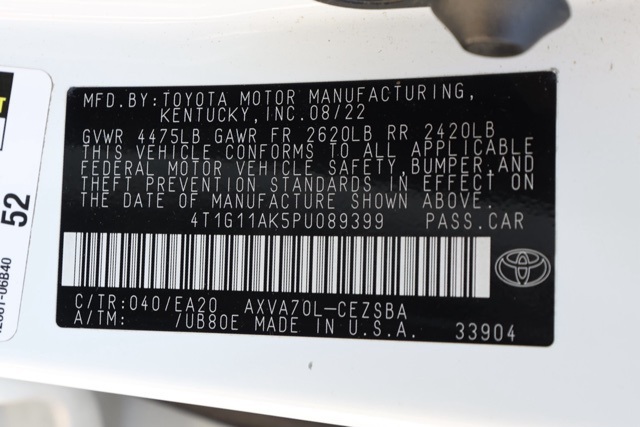 MFD.BY:TOYOTA MOTOR MANUFACTURING,
KENTUCKY,INC.08/22
GVWR 4475LB GAWR FR 2620LB RR 2420LB
THIS VEHICLE CONFORMS TO ALL APPLICABLE
FEDERAL MOTOR VEHICLE SAFETY,BUMPER,AND
THEFT PREVENTION STANDARDS IN EFFECT ON
THE DATE OF MANUFACTURE SHOWN ABOVE.
4T1G11AK5PU089399 PASS.CAR
C/TR:040/EA20 AXVA70L-CEZSBA
A/TM: /UB80E MADE IN U.S.A. 33904
52